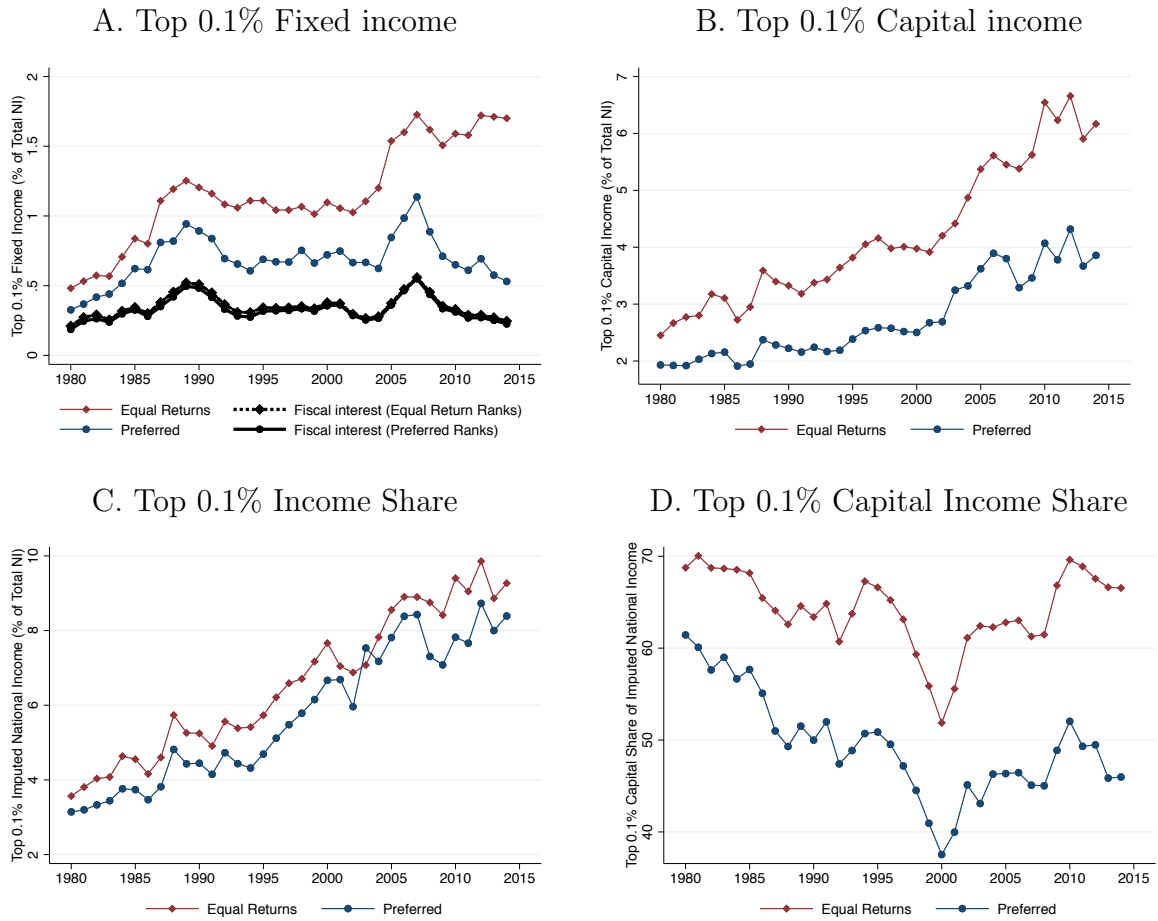 A. Top 0.1% Fixed income
Top 0.1% Fixed Income (% of Total NI)
2
1.5
1
.5
0
1980 1985 1990 1995 2000 2005 2010 2015
Equal Returns
Fiscal interest (Equal Return Ranks)
Preferred
Fiscal interest (Preferred Ranks)
B. Top 0.1% Capital income
Top 0.1% Capital Income (% of Total NI)
7
6
5
4
3
2
1980 1985 1990 1995 2000 2005 2010 2015
Equal Returns Preferred
C. Top 0.1% Income Share
Top 0.1% Imputed National Income (% of Total NI)
10
8
6
4
2
1980 1985 1990 1995 2000 2005 2010 2015
Equal Returns Preferred
D. Top 0.1% Capital Income Share
Top 0.1% Capital Share of Imputed National Income
70
60
50
40
1980 1985 1990 1995 2000 2005 2010 2015
Equal Returns Preferred